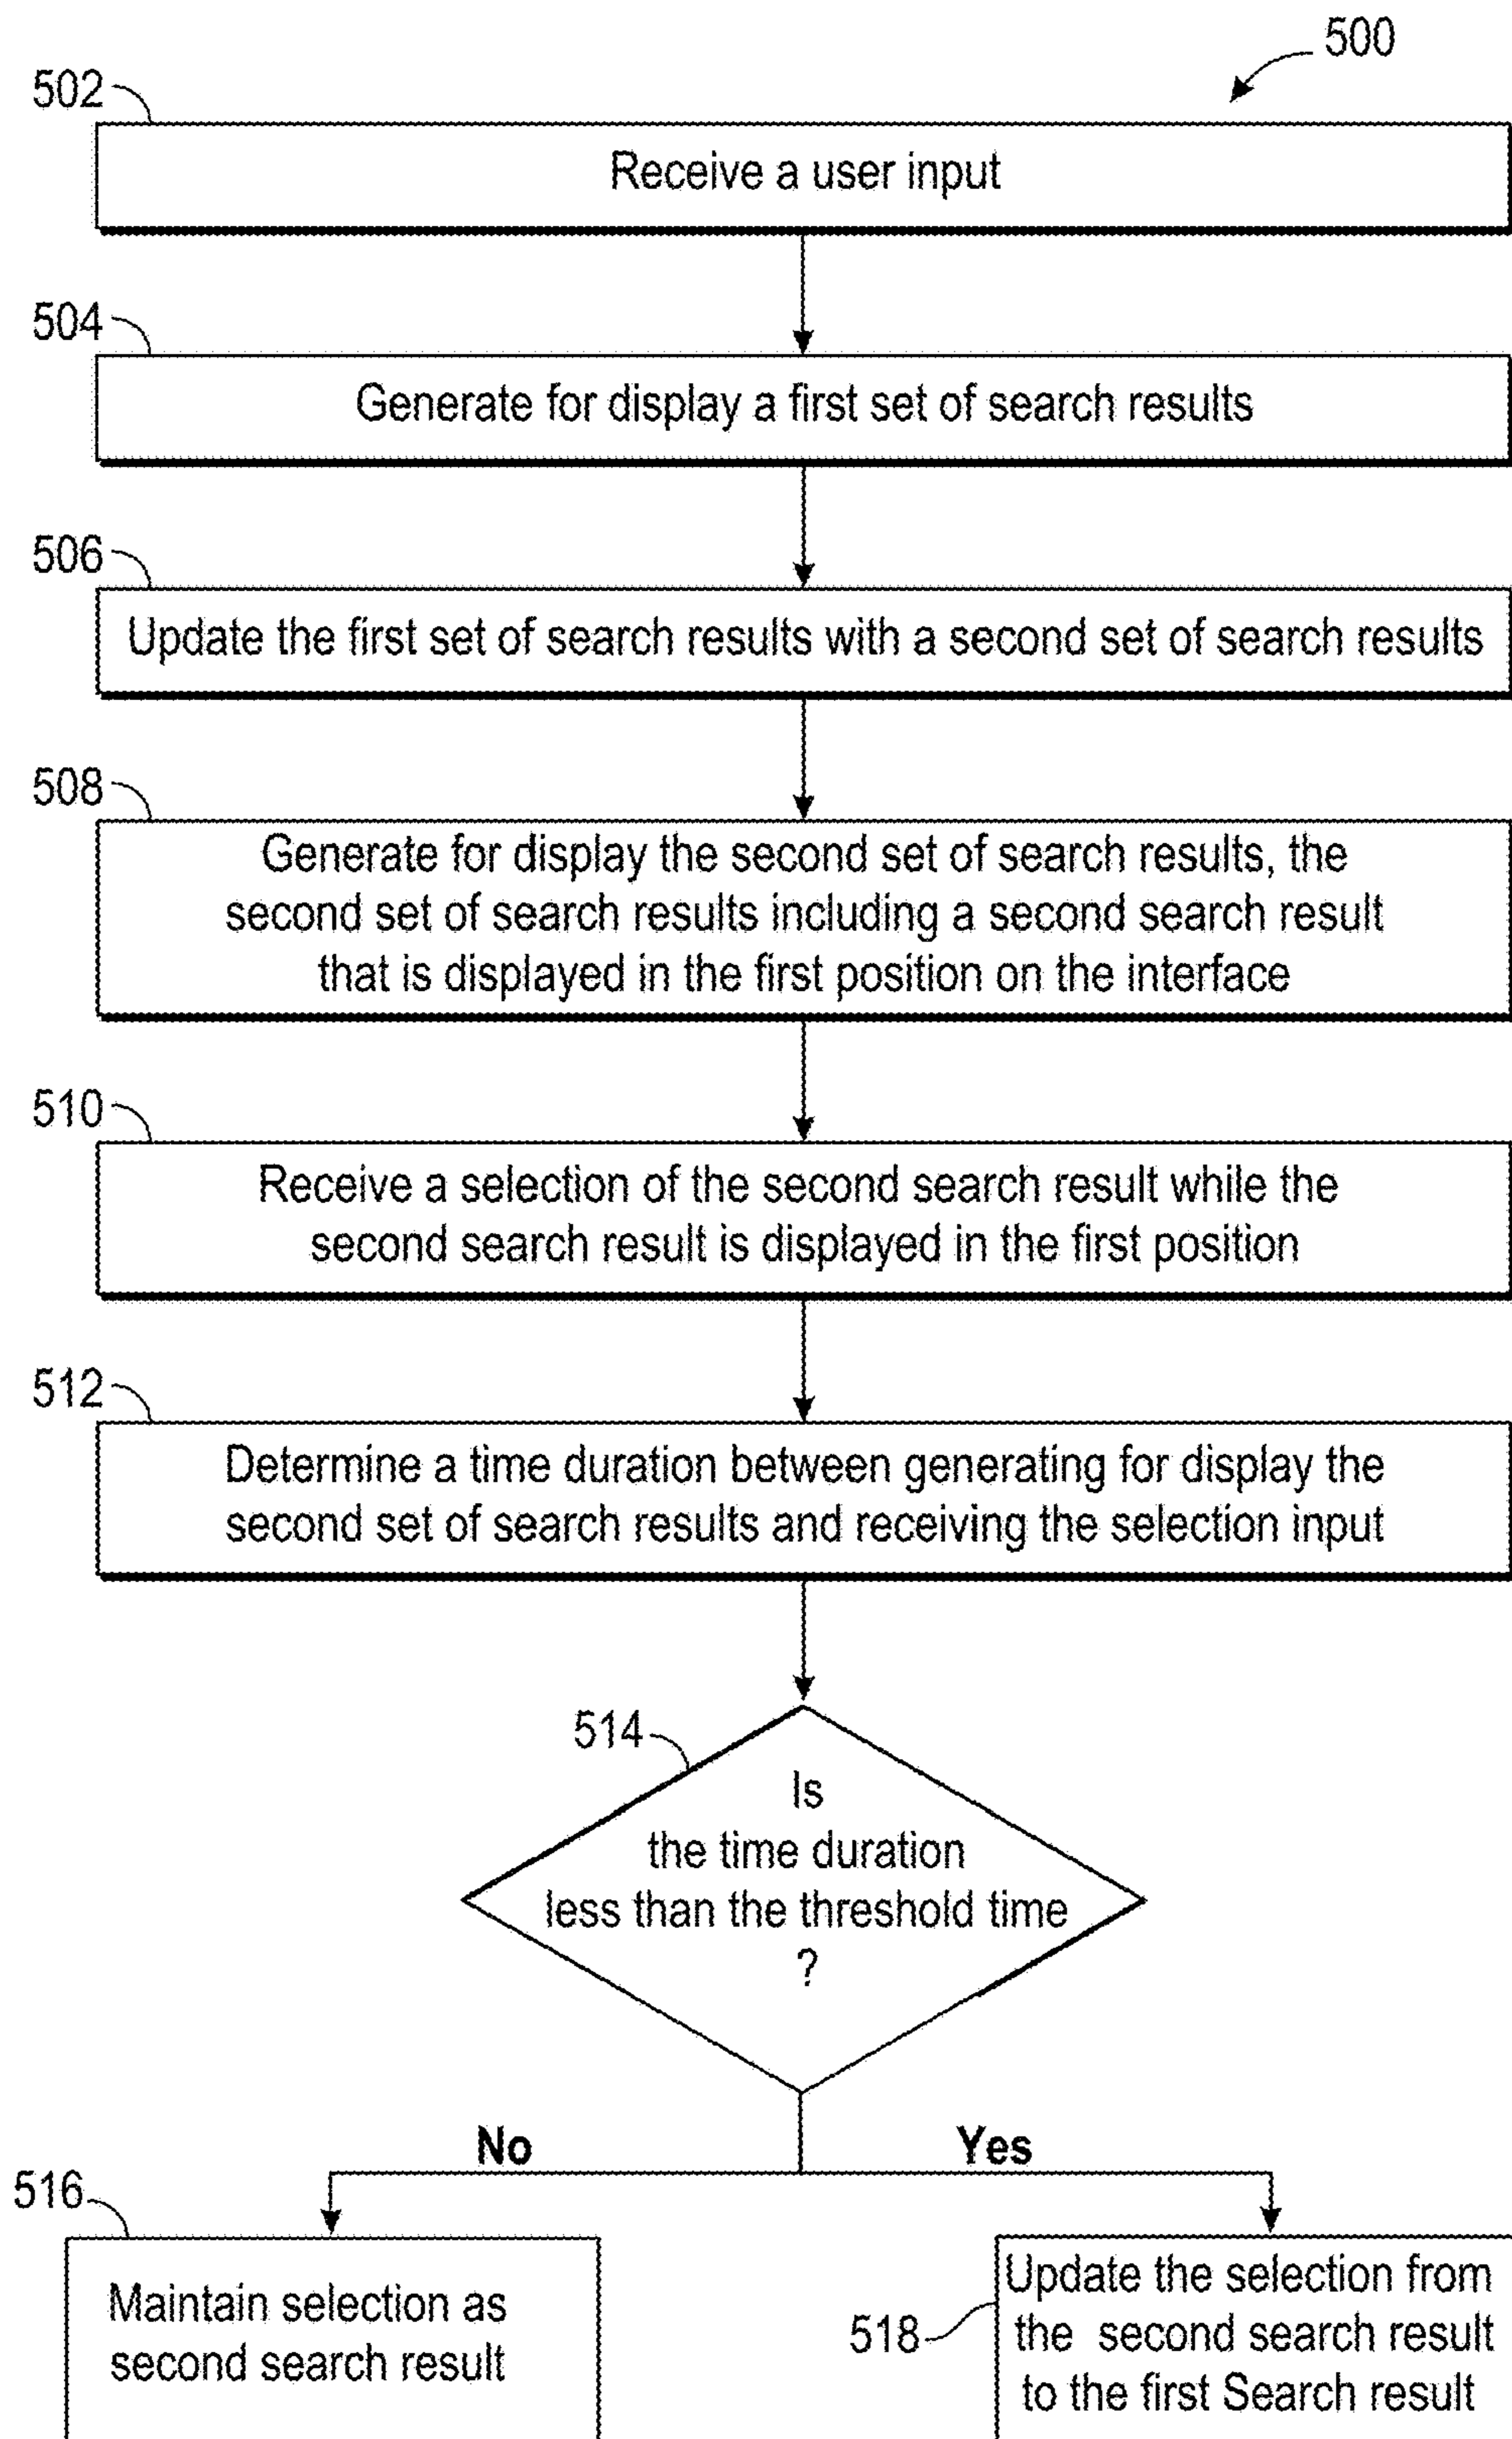 500
502
Receive a user input
504
Generate for display a first set of search results
506
Update the first set of search results with a second set of search results
508
Generate for display the second set of search results, the
second set of search results including a second search result
that is displayed in the first position on the interface
510
Receive a selection of the second search result while the
second search result is displayed in the first position
512
Determine a time duration between generating for display the
second set of search results and receiving the selection input
514
Is
the time duration
less than the threshold time
?
No
Yes
516
Maintain selection as
second search result
518
Update the selection from
the second search result
to the first Search result